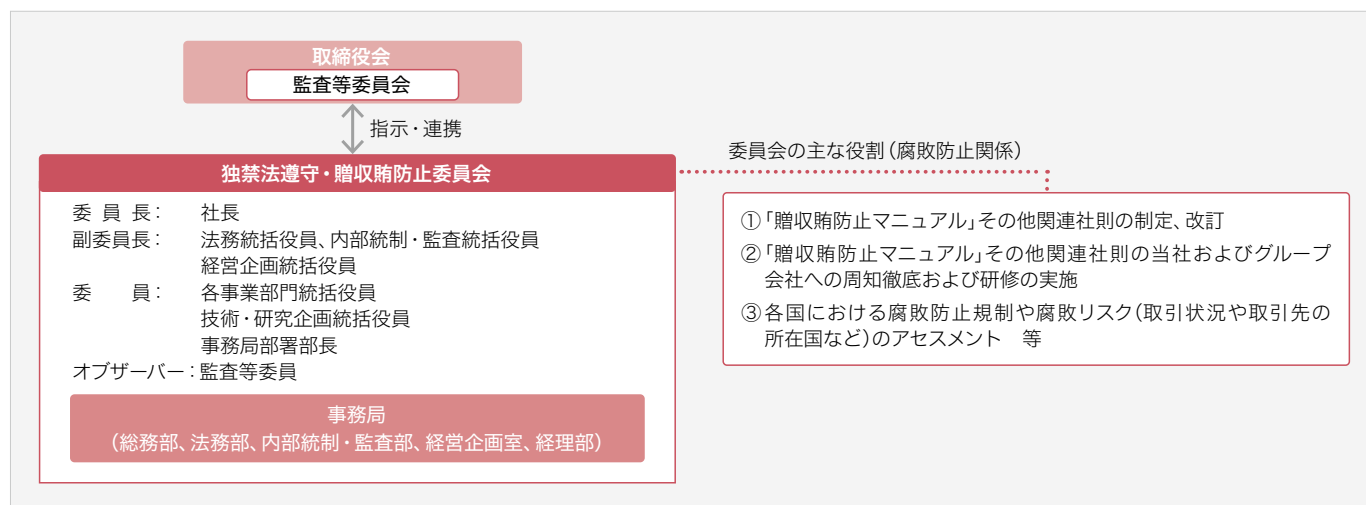 取締役会
監査等委員会
指示・連携
独禁法遵守・贈収賄防止委員会
委員長： 社長
副委員長： 法務統括役員、内部統制・監査統括役員
経営企画統括役員
委　員： 各事業部門統括役員
技術・研究企画統括役員
事務局部署部長
オブザーバー：監査等委員
事務局
（総務部、法務部、内部統制・監査部、経営企画室、経理部）
委員会の主な役割（腐敗防止関係）
①「贈収賄防止マニュアル」その他関連社則の制定、改訂
②「贈収賄防止マニュアル」その他関連社則の当社およびグループ
会社への周知徹底および研修の実施
③各国における腐敗防止規制や腐敗リスク（取引状況や取引先の
所在国など）のアセスメント　等